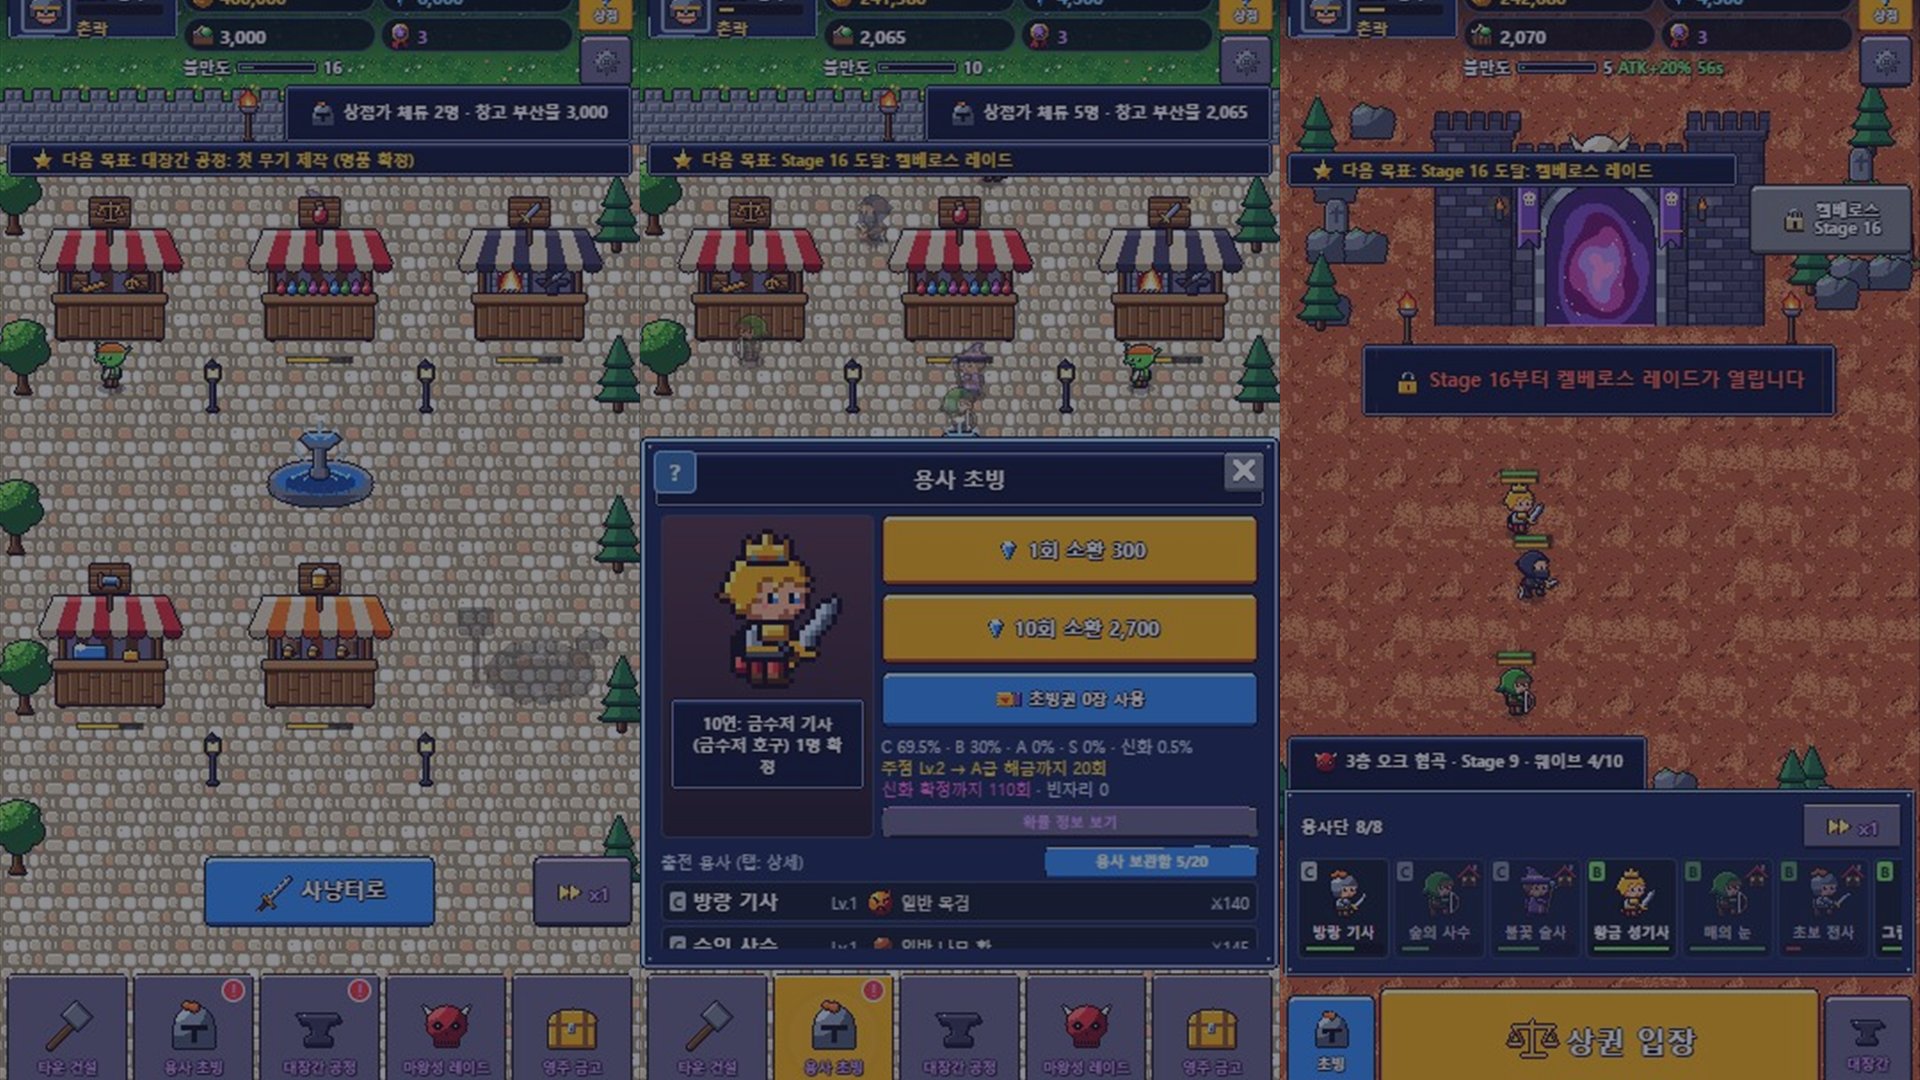 촌락
상점
3,000
3
불만도
16
상점가 체류 2명 - 창고 부산물 3,000
다음 목표: 대장간 공정: 첫 무기 제작 (명품 확정)
사냥터로
x1
타운 건설
용사 초빙
대장간 공정
마왕성 레이드
영주 금고
촌락
상점
2,065
3
불만도
10
상점가 체류 5명 - 창고 부산물 2,065
다음 목표: Stage 16 도달: 켈베로스 레이드
?
용사 초빙
1회 소환 300
10회 소환 2,700
초빙권 0장 사용
10연: 금수저 기사
(금수저 호구) 1명 확
정
C 69.5% · B 30% · A 0% · S 0% · 신화 0.5%
주점 Lv.2 → A급 해금까지 20회
신화 확정까지 110회 · 빈자리 0
확률 정보 보기
출전 용사 (탭: 상세)
용사 보관함 5/20
C 방랑 기사
Lv.1
일반 목검
140
타운 건설
용사 초빙
대장간 공정
마왕성 레이드
영주 금고
촌락
상점
2,070
3
불만도
5 ATK+20% 56s
다음 목표: Stage 16 도달: 켈베로스 레이드
켈베로스
Stage 16
Stage 16부터 켈베로스 레이드가 열립니다
3층 오크 협곡 - Stage 9 - 웨이브 4/10
용사단 8/8
x1
C
방랑 기사
C
숲의 사수
C
불꽃 술사
B
황금 성기사
B
매의 눈
B
초보 전사
B
초빙
상권 입장
대장간